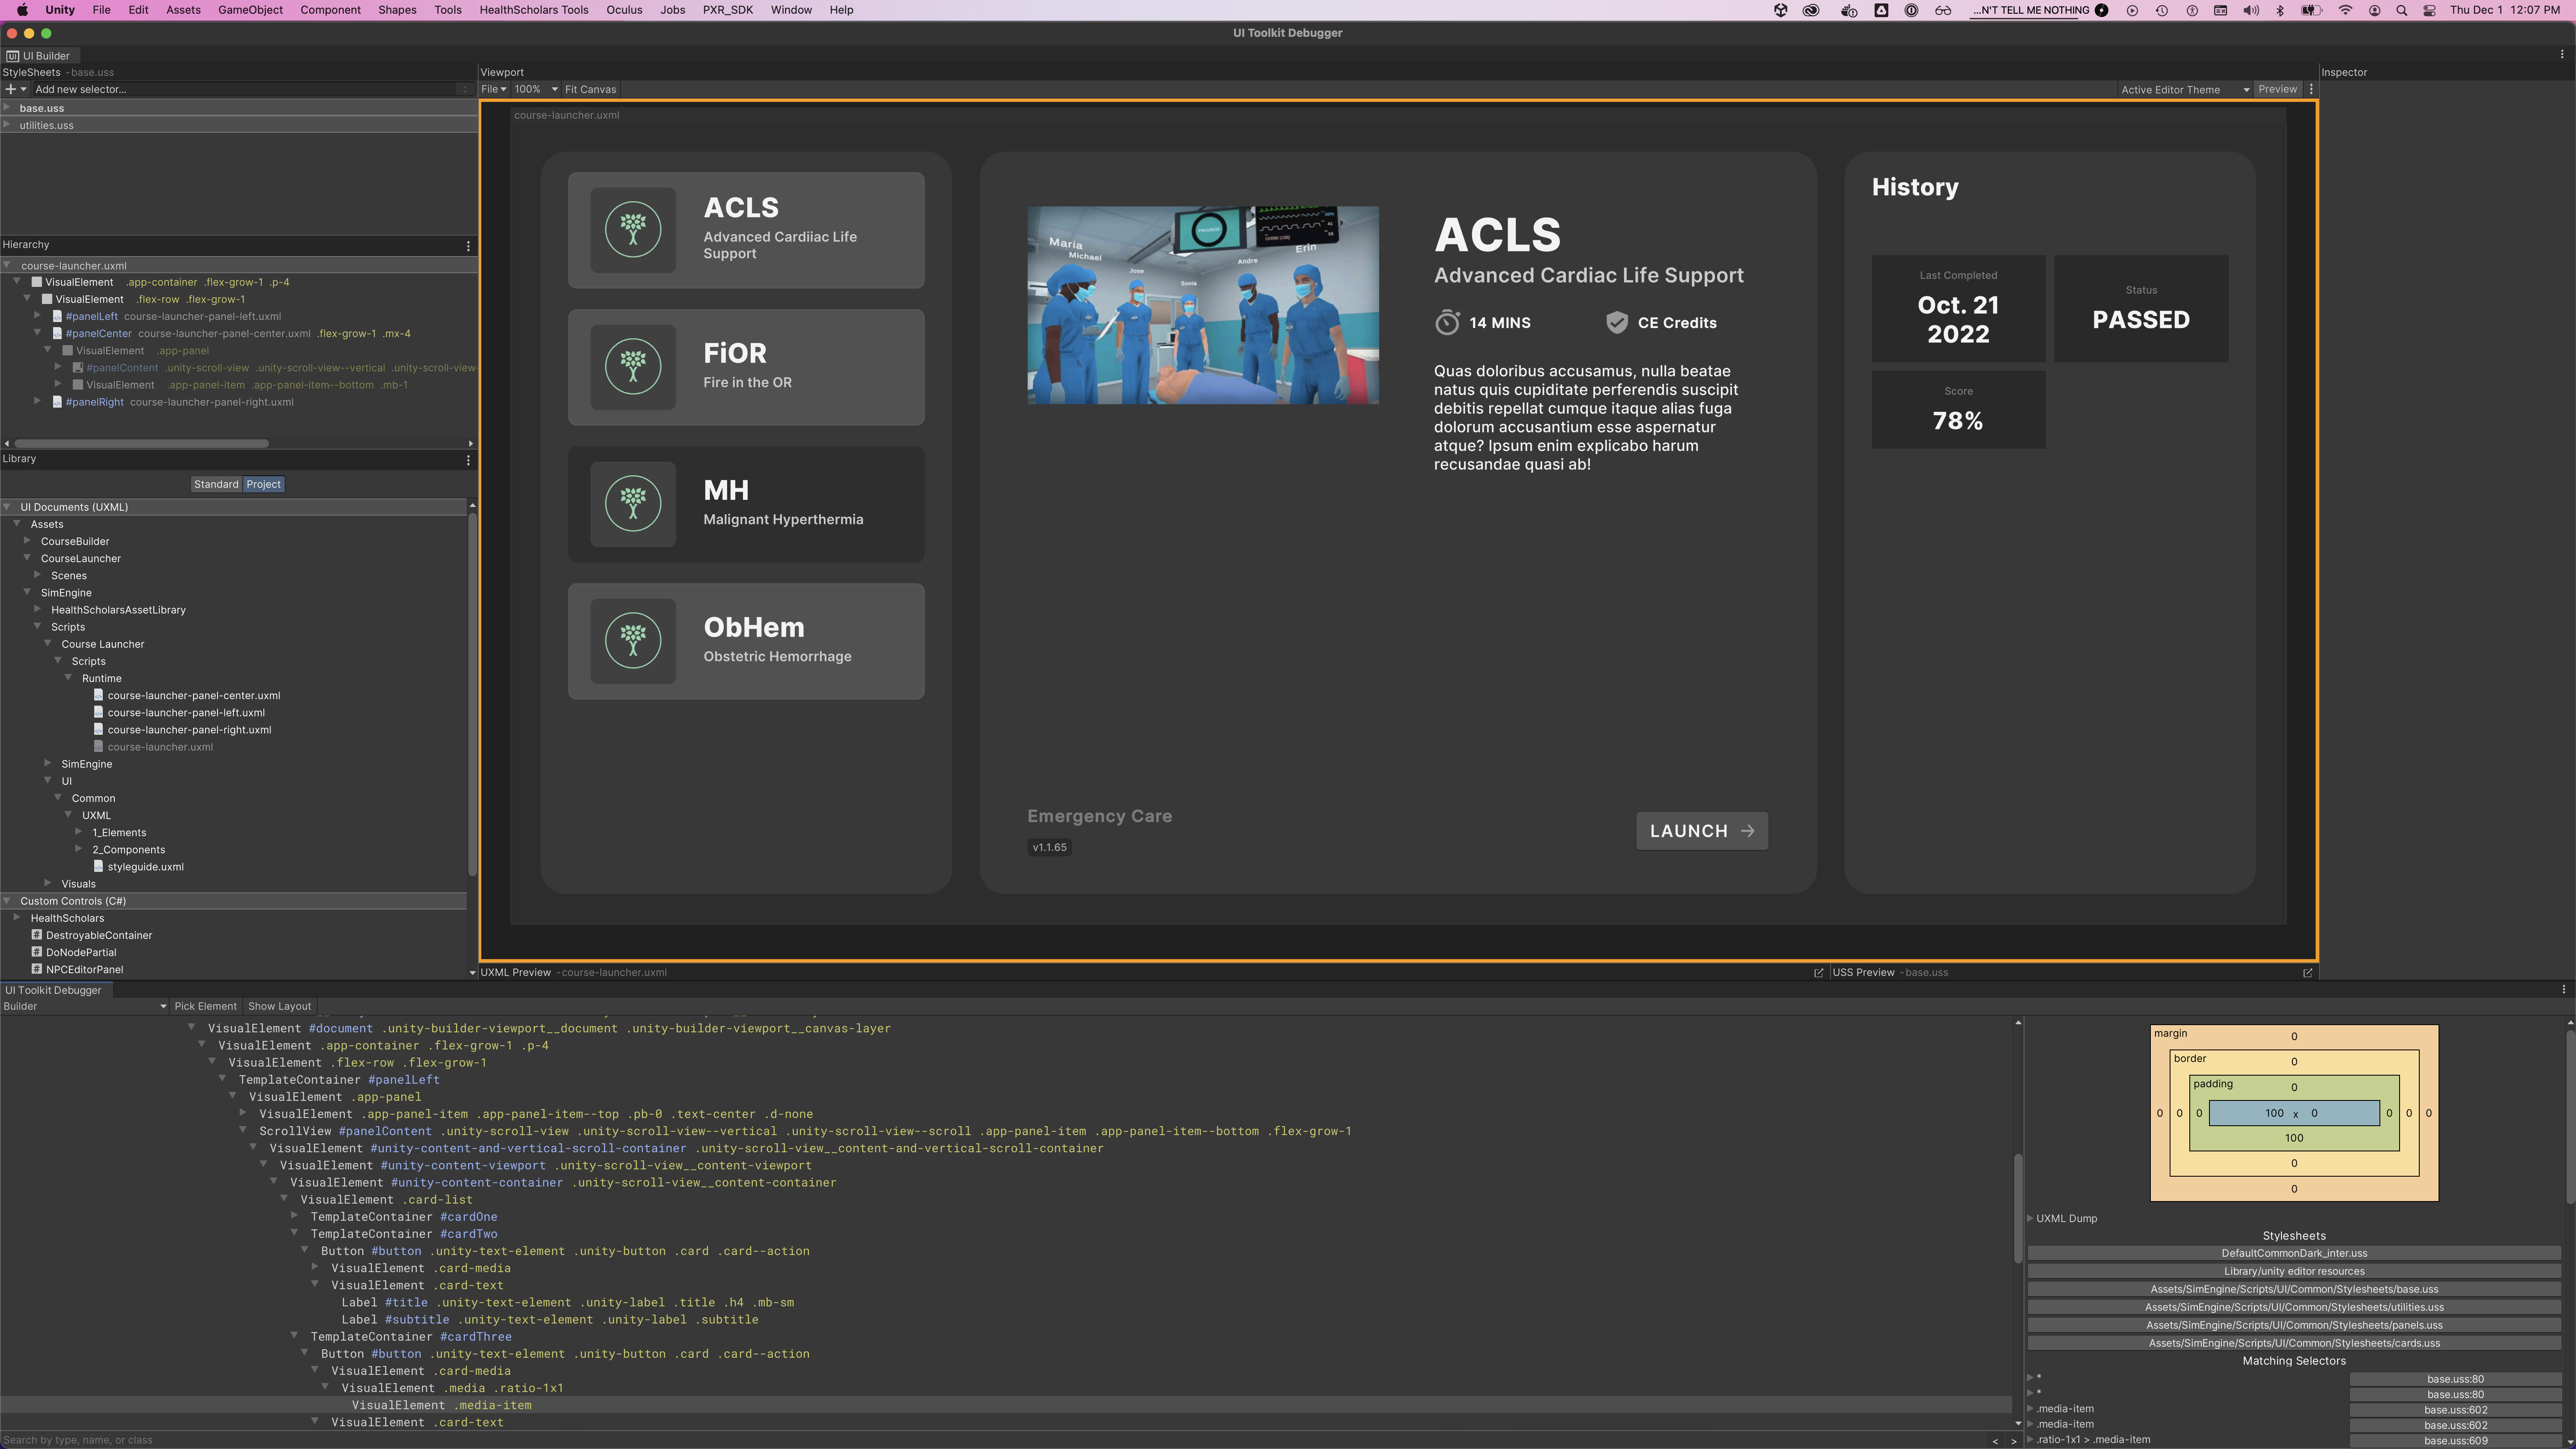 Unity File Edit Assets GameObject Component Shapes Tools HealthScholars Tools Oculus Jobs PXR_SDK Window Help
...N'T TELL ME NOTHING
Thu Dec 1 12:07 PM
UI Toolkit Debugger
UI Builder
StyleSheets - base.uss
Add new selector...
base.uss
utilities.uss
Hierarchy
course-launcher.uxml
VisualElement .app-container .flex-grow-1 .p-4
VisualElement .flex-row .flex-grow-1
#panelLeft course-launcher-panel-left.uxml
#panelCenter course-launcher-panel-center.uxml .flex-grow-1 .mx-4
VisualElement .app-panel
#panelContent .unity-scroll-view .unity-scroll-view--vertical .unity-scroll-view-
VisualElement .app-panel-item .app-panel-item--bottom .mb-1
#panelRight course-launcher-panel-right.uxml
Library
Standard Project
UI Documents (UXML)
Assets
CourseBuilder
CourseLauncher
Scenes
SimEngine
HealthScholarsAssetLibrary
Scripts
Course Launcher
Scripts
Runtime
course-launcher-panel-center.uxml
course-launcher-panel-left.uxml
course-launcher-panel-right.uxml
course-launcher.uxml
SimEngine
UI
Common
UXML
1_Elements
2_Components
styleguide.uxml
Visuals
Custom Controls (C#)
HealthScholars
DestroyableContainer
DoNodePartial
NPCEditorPanel
Viewport
File 100% Fit Canvas
Active Editor Theme Preview
course-launcher.uxml
ACLS
Advanced Cardiiac Life
Support
FiOR
Fire in the OR
MH
Malignant Hyperthermia
ObHem
Obstetric Hemorrhage
PROGRESS
Maria
Michael
Jose
Sonia
Andre
Erin
ACLS
Advanced Cardiac Life Support
14 MINS
CE Credits
Quas doloribus accusamus, nulla beatae
natus quis cupiditate perferendis suscipit
debitis repellat cumque itaque alias fuga
dolorum accusantium esse aspernatur
atque? Ipsum enim explicabo harum
recusandae quasi ab!
Emergency Care
v1.1.65
LAUNCH
History
Last Completed
Oct. 21
2022
Status
PASSED
Score
78%
UXML Preview - course-launcher.uxml
USS Preview - base.uss
Inspector
UI Toolkit Debugger
Builder Pick Element Show Layout
VisualElement #document .unity-builder-viewport__document .unity-builder-viewport__canvas-layer
VisualElement .app-container .flex-grow-1 .p-4
VisualElement .flex-row .flex-grow-1
TemplateContainer #panelLeft
VisualElement .app-panel
VisualElement .app-panel-item .app-panel-item--top .pb-0 .text-center .d-none
ScrollView #panelContent .unity-scroll-view .unity-scroll-view--vertical .unity-scroll-view--scroll .app-panel-item .app-panel-item--bottom .flex-grow-1
VisualElement #unity-content-and-vertical-scroll-container .unity-scroll-view__content-and-vertical-scroll-container
VisualElement #unity-content-viewport .unity-scroll-view__content-viewport
VisualElement #unity-content-container .unity-scroll-view__content-container
VisualElement .card-list
TemplateContainer #cardOne
TemplateContainer #cardTwo
Button #button .unity-text-element .unity-button .card .card--action
VisualElement .card-media
VisualElement .card-text
Label #title .unity-text-element .unity-label .title .h4 .mb-sm
Label #subtitle .unity-text-element .unity-label .subtitle
TemplateContainer #cardThree
Button #button .unity-text-element .unity-button .card .card--action
VisualElement .card-media
VisualElement .media .ratio-1x1
VisualElement .media-item
VisualElement .card-text
Search by type, name, or class
< >
margin 0
border 0
padding 0
0 0 0 100 x 0 0 0 0
100
0
0
UXML Dump
Stylesheets
DefaultCommonDark_inter.uss
Library/unity editor resources
Assets/SimEngine/Scripts/UI/Common/Stylesheets/base.uss
Assets/SimEngine/Scripts/UI/Common/Stylesheets/utilities.uss
Assets/SimEngine/Scripts/UI/Common/Stylesheets/panels.uss
Assets/SimEngine/Scripts/UI/Common/Stylesheets/cards.uss
Matching Selectors
* base.uss:80
* base.uss:80
.media-item base.uss:602
.media-item base.uss:602
.ratio-1x1 > .media-item base.uss:609